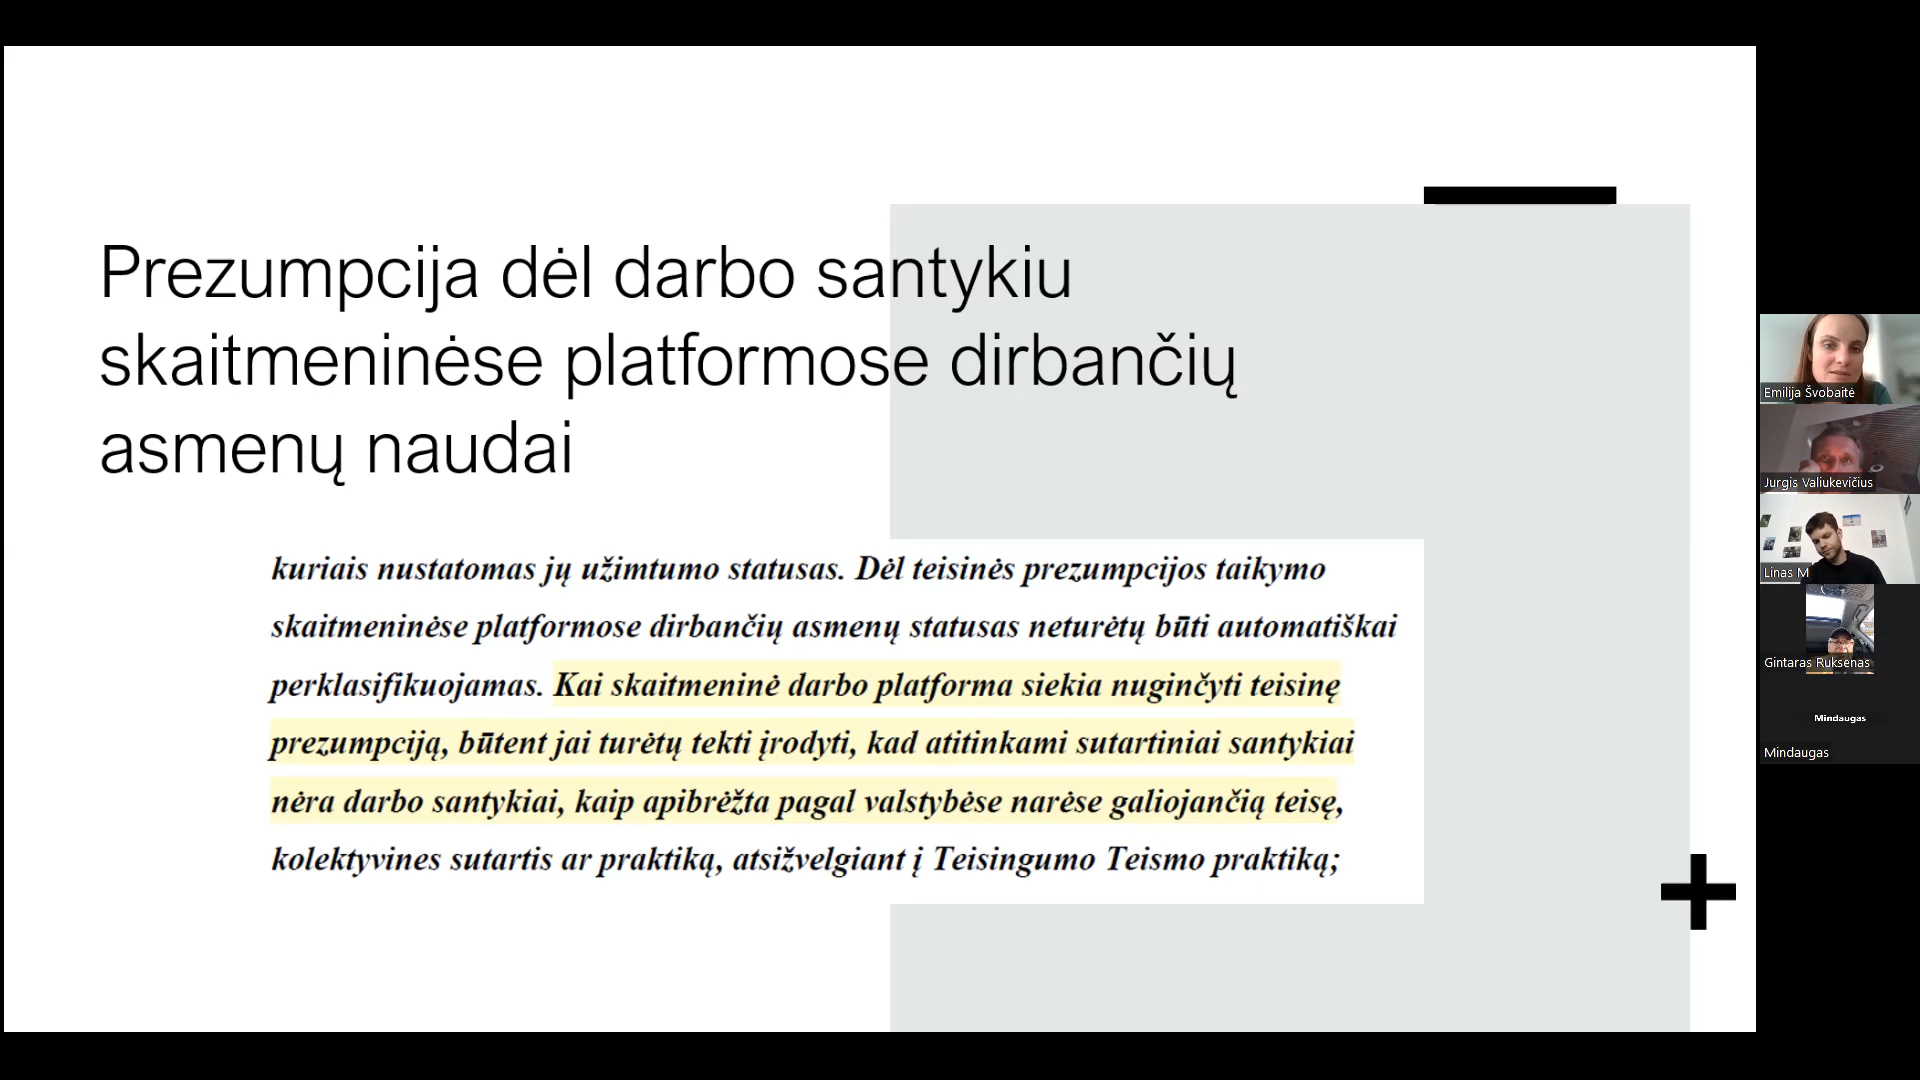 Prezumpcija dėl darbo santykiu
skaitmeninėse platformose dirbančių
asmenų naudai
kuriais nustatomas jų užimtumo statusas. Dėl teisinės prezumpcijos taikymo
skaitmeninėse platformose dirbančių asmenų statusas neturėtų būti automatiškai
perklasifikuojamas. Kai skaitmeninė darbo platforma siekia nuginčyti teisinę
prezumpciją, būtent jai turėtų tekti įrodyti, kad atitinkami sutartiniai santykiai
nėra darbo santykiai, kaip apibrėžta pagal valstybėse narėse galiojančią teisę,
kolektyvines sutartis ar praktiką, atsižvelgiant į Teisingumo Teismo praktiką;
Emilija Švobaitė
Jurgis Valiukevičius
Linas M
Gintaras Ruksenas
Mindaugas
Mindaugas